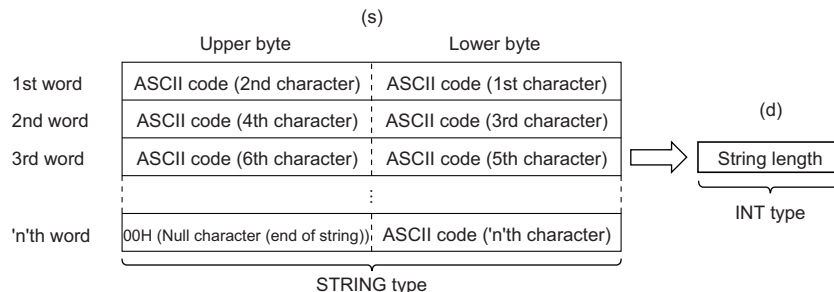 (s)
Upper byte Lower byte
1st word ASCII code (2nd character) ASCII code (1st character)
2nd word ASCII code (4th character) ASCII code (3rd character)
(d)
3rd word ASCII code (6th character) ASCII code (5th character) String length
⋮
INT type
'n'th word 00H (Null character (end of string)) ASCII code ('n'th character)
STRING type